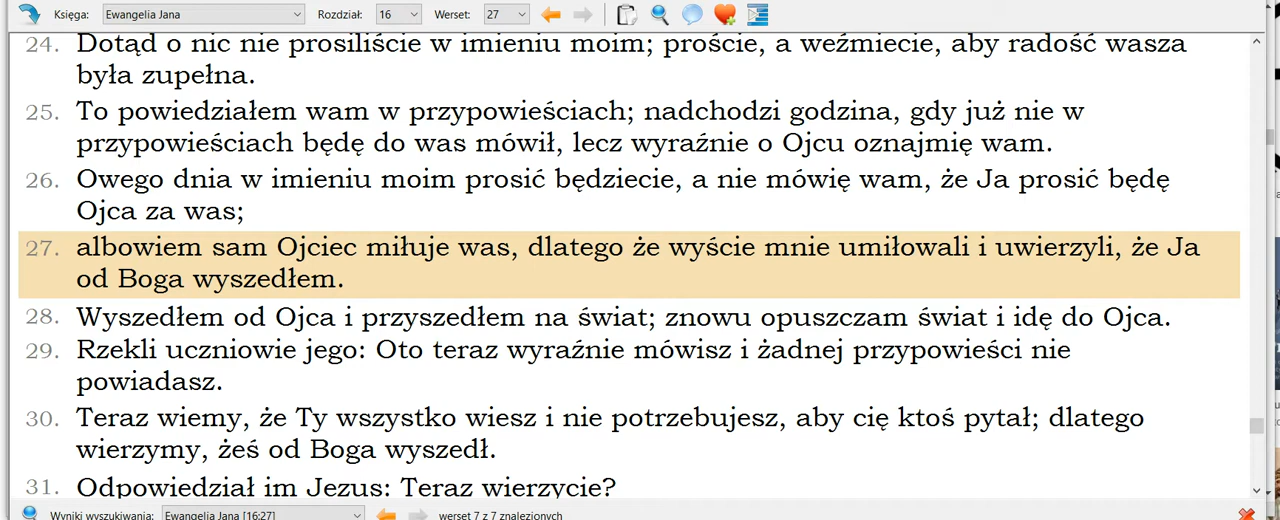 Księga: Ewangelia Jana Rozdział: 16 Werset: 27
24. Dotąd o nic nie prosiliście w imieniu moim; proście, a weźmiecie, aby radość wasza
była zupełna.
25. To powiedziałem wam w przypowieściach; nadchodzi godzina, gdy już nie w
przypowieściach będę do was mówił, lecz wyraźnie o Ojcu oznajmię wam.
26. Owego dnia w imieniu moim prosić będziecie, a nie mówię wam, że Ja prosić będę
Ojca za was;
27. albowiem sam Ojciec miłuje was, dlatego że wyście mnie umiłowali i uwierzyli, że Ja
od Boga wyszedłem.
28. Wyszedłem od Ojca i przyszedłem na świat; znowu opuszczam świat i idę do Ojca.
29. Rzekli uczniowie jego: Oto teraz wyraźnie mówisz i żadnej przypowieści nie
powiadasz.
30. Teraz wiemy, że Ty wszystko wiesz i nie potrzebujesz, aby cię ktoś pytał; dlatego
wierzymy, żeś od Boga wyszedł.
31. Odpowiedział im Jezus: Teraz wierzycie?
Wyniki wyszukiwania: Ewangelia Jana [16:27] werset 7 z 7 znalezionych